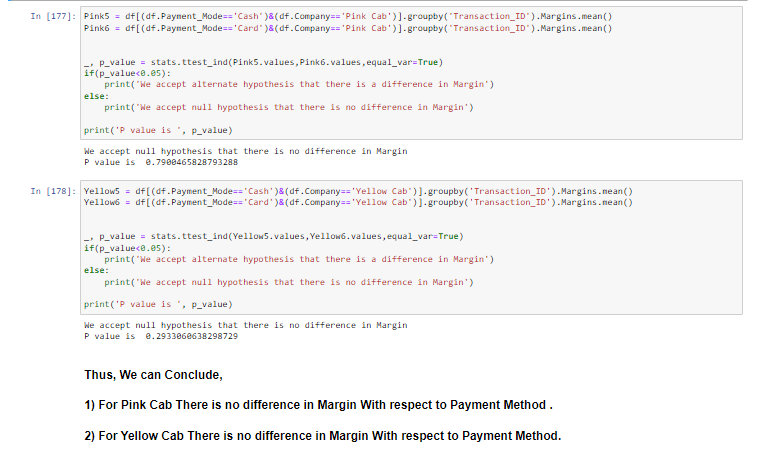 In [177]: Pink5 = df[(df.Payment_Mode=='Cash')&(df.Company=='Pink Cab')].groupby('Transaction_ID').Margins.mean()
Pink6 = df[(df.Payment_Mode=='Card')&(df.Company=='Pink Cab')].groupby('Transaction_ID').Margins.mean()
_, p_value = stats.ttest_ind(Pink5.values,Pink6.values,equal_var=True)
if(p_value<0.05):
    print('We accept alternate hypothesis that there is a difference in Margin')
else:
    print('We accept null hypothesis that there is no difference in Margin')
print('P value is ', p_value)
We accept null hypothesis that there is no difference in Margin
P value is  0.7900465828793288
In [178]: Yellow5 = df[(df.Payment_Mode=='Cash')&(df.Company=='Yellow Cab')].groupby('Transaction_ID').Margins.mean()
Yellow6 = df[(df.Payment_Mode=='Card')&(df.Company=='Yellow Cab')].groupby('Transaction_ID').Margins.mean()
_, p_value = stats.ttest_ind(Yellow5.values,Yellow6.values,equal_var=True)
if(p_value<0.05):
    print('We accept alternate hypothesis that there is a difference in Margin')
else:
    print('We accept null hypothesis that there is no difference in Margin')
print('P value is ', p_value)
We accept null hypothesis that there is no difference in Margin
P value is  0.2933060638298729
Thus, We can Conclude,
1) For Pink Cab There is no difference in Margin With respect to Payment Method .
2) For Yellow Cab There is no difference in Margin With respect to Payment Method.